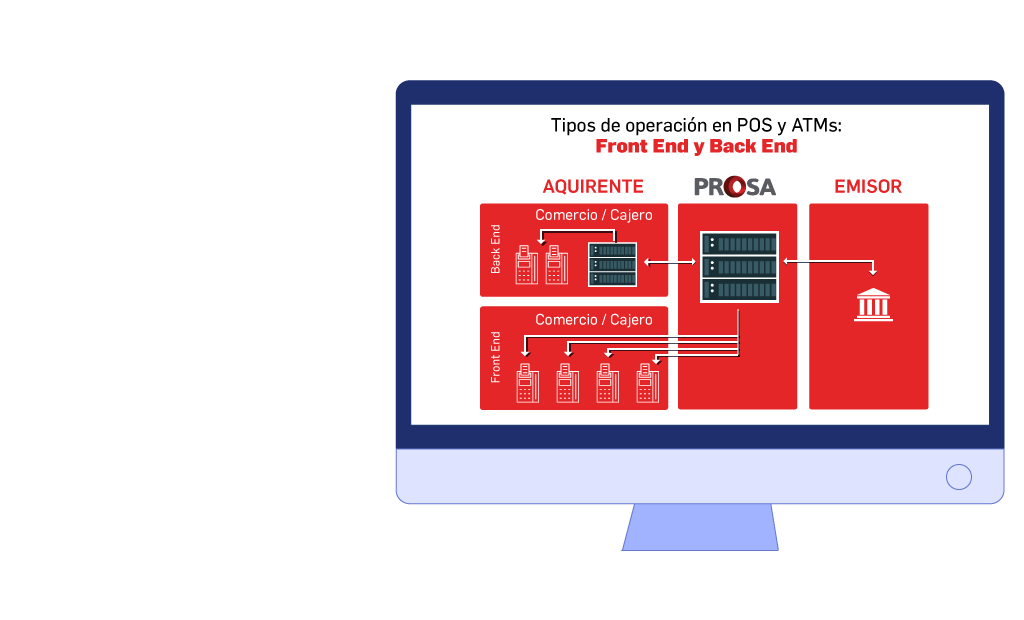 Tipos de operación en POS y ATMs:
Front End y Back End
AQUIRENTE
PROSA
EMISOR
Comercio / Cajero
Back End
Comercio / Cajero
Front End